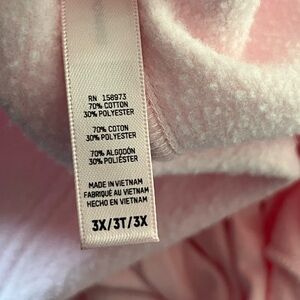 RN 158973
70% COTTON
30% POLYESTER
70% COTON
30% POLYESTER
70% ALGODÓN
30% POLIÉSTER
MADE IN VIETNAM
FABRIQUÉ AU VIETNAM
HECHO EN VIETNAM
3X/3T/3X